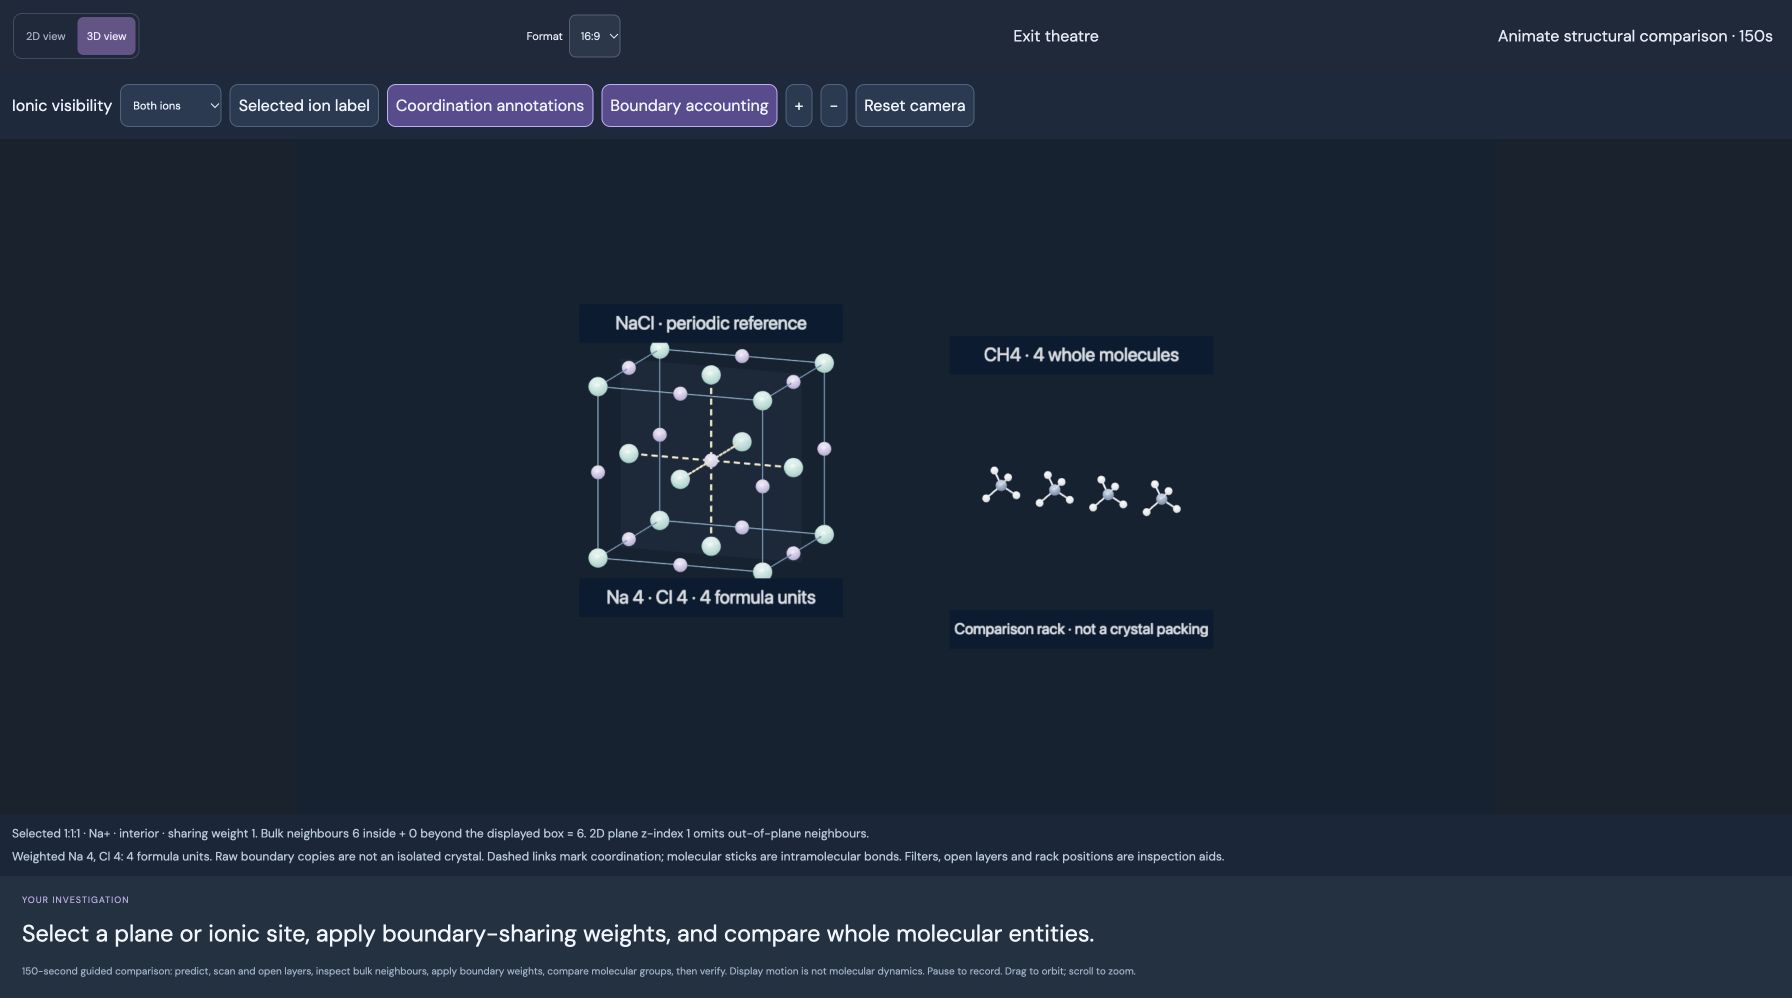 2D view
3D view
Format
16:9
Exit theatre
Animate structural comparison · 150s
Ionic visibility
Both ions
Selected ion label
Coordination annotations
Boundary accounting
+
-
Reset camera
NaCl · periodic reference
CH4 · 4 whole molecules
Na 4 · Cl 4 · 4 formula units
Comparison rack · not a crystal packing
Selected 1:1:1 · Na+ · interior · sharing weight 1. Bulk neighbours 6 inside + 0 beyond the displayed box = 6. 2D plane z-index 1 omits out-of-plane neighbours.
Weighted Na 4, Cl 4: 4 formula units. Raw boundary copies are not an isolated crystal. Dashed links mark coordination; molecular sticks are intramolecular bonds. Filters, open layers and rack positions are inspection aids.
YOUR INVESTIGATION
Select a plane or ionic site, apply boundary-sharing weights, and compare whole molecular entities.
150-second guided comparison: predict, scan and open layers, inspect bulk neighbours, apply boundary weights, compare molecular groups, then verify. Display motion is not molecular dynamics. Pause to record. Drag to orbit; scroll to zoom.